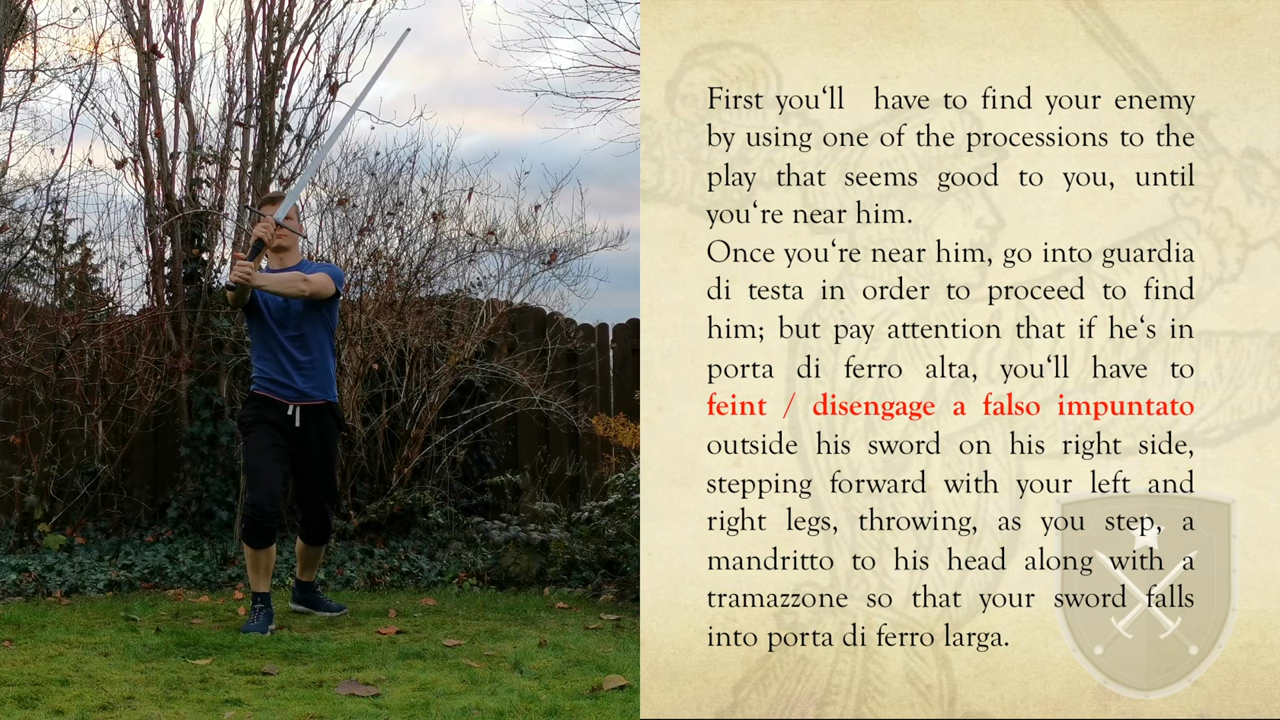 First you‘ll have to find your enemy
by using one of the processions to the
play that seems good to you, until
you‘re near him.
Once you‘re near him, go into guardia
di testa in order to proceed to find
him; but pay attention that if he‘s in
porta di ferro alta, you‘ll have to
feint / disengage a falso impuntato
outside his sword on his right side,
stepping forward with your left and
right legs, throwing, as you step, a
mandritto to his head along with a
tramazzone so that your sword falls
into porta di ferro larga.